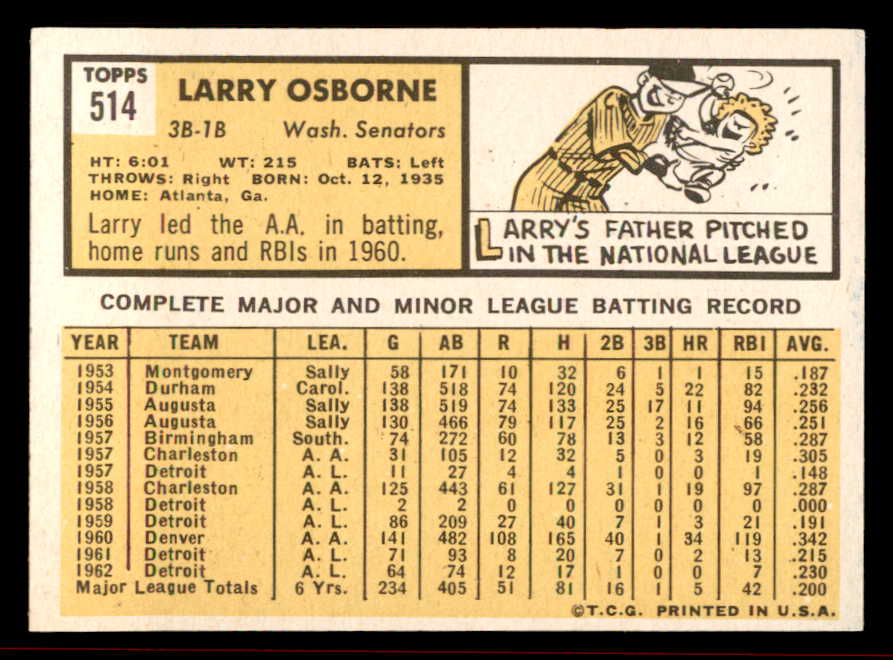 TOPPS
514
LARRY OSBORNE
3B-1B Wash. Senators
HT: 6:01 WT: 215 BATS: Left
THROWS: Right BORN: Oct. 12, 1935
HOME: Atlanta, Ga.
Larry led the A.A. in batting,
home runs and RBIs in 1960.
LARRY'S FATHER PITCHED
IN THE NATIONAL LEAGUE
COMPLETE MAJOR AND MINOR LEAGUE BATTING RECORD
YEAR TEAM LEA. G AB R H 2B 3B HR RBI AVG.
1953 Montgomery Sally 58 171 10 32 6 1 1 15 .187
1954 Durham Carol. 138 518 74 120 24 5 22 82 .232
1955 Augusta Sally 138 519 74 133 25 17 11 94 .256
1956 Augusta Sally 130 466 79 117 25 2 16 66 .251
1957 Birmingham South. 74 272 60 78 13 3 12 58 .287
1957 Charleston A. A. 31 105 12 32 5 0 3 19 .305
1957 Detroit A. L. 11 27 4 4 1 0 0 1 .148
1958 Charleston A. A. 125 443 61 127 31 1 19 97 .287
1958 Detroit A. L. 2 2 0 0 0 0 0 0 .000
1959 Detroit A. L. 86 209 27 40 7 1 3 21 .191
1960 Denver A. A. 141 482 108 165 40 1 34 119 .342
1961 Detroit A. L. 71 93 8 20 7 0 2 13 .215
1962 Detroit A. L. 64 74 12 17 1 0 0 7 .230
Major League Totals 6 Yrs. 234 405 51 81 16 1 5 42 .200
©T.C.G. PRINTED IN U.S.A.